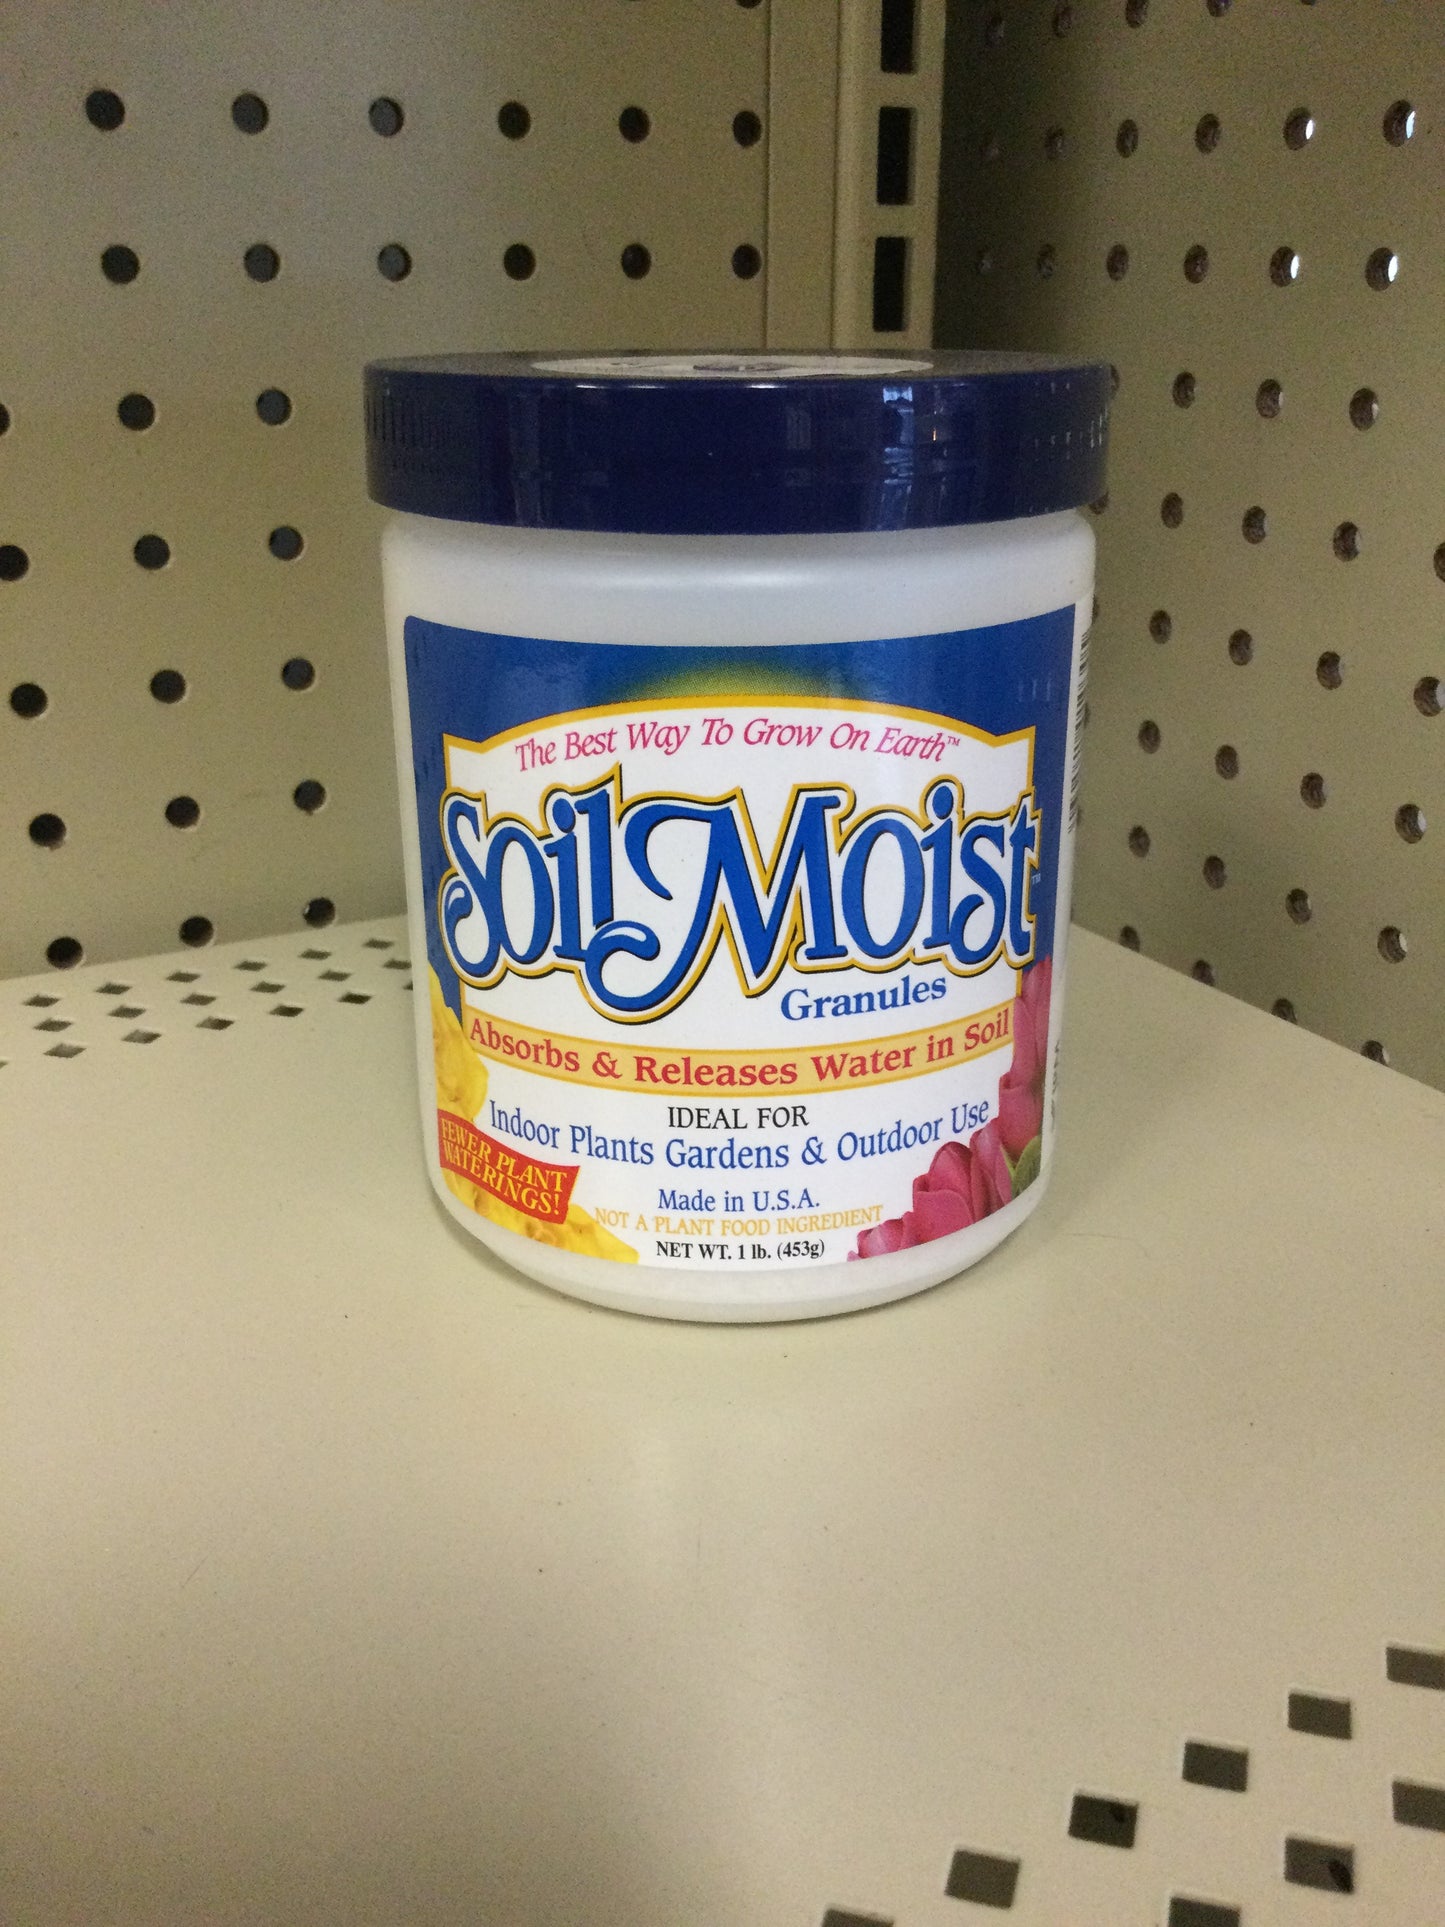 The Best Way To Grow On Earth™
Soil Moist™
Granules
Absorbs & Releases Water in Soil
IDEAL FOR
Indoor Plants Gardens & Outdoor Use
FEWER PLANT
WATERINGS!
Made in U.S.A.
NOT A PLANT FOOD INGREDIENT
NET WT. 1 lb. (453g)